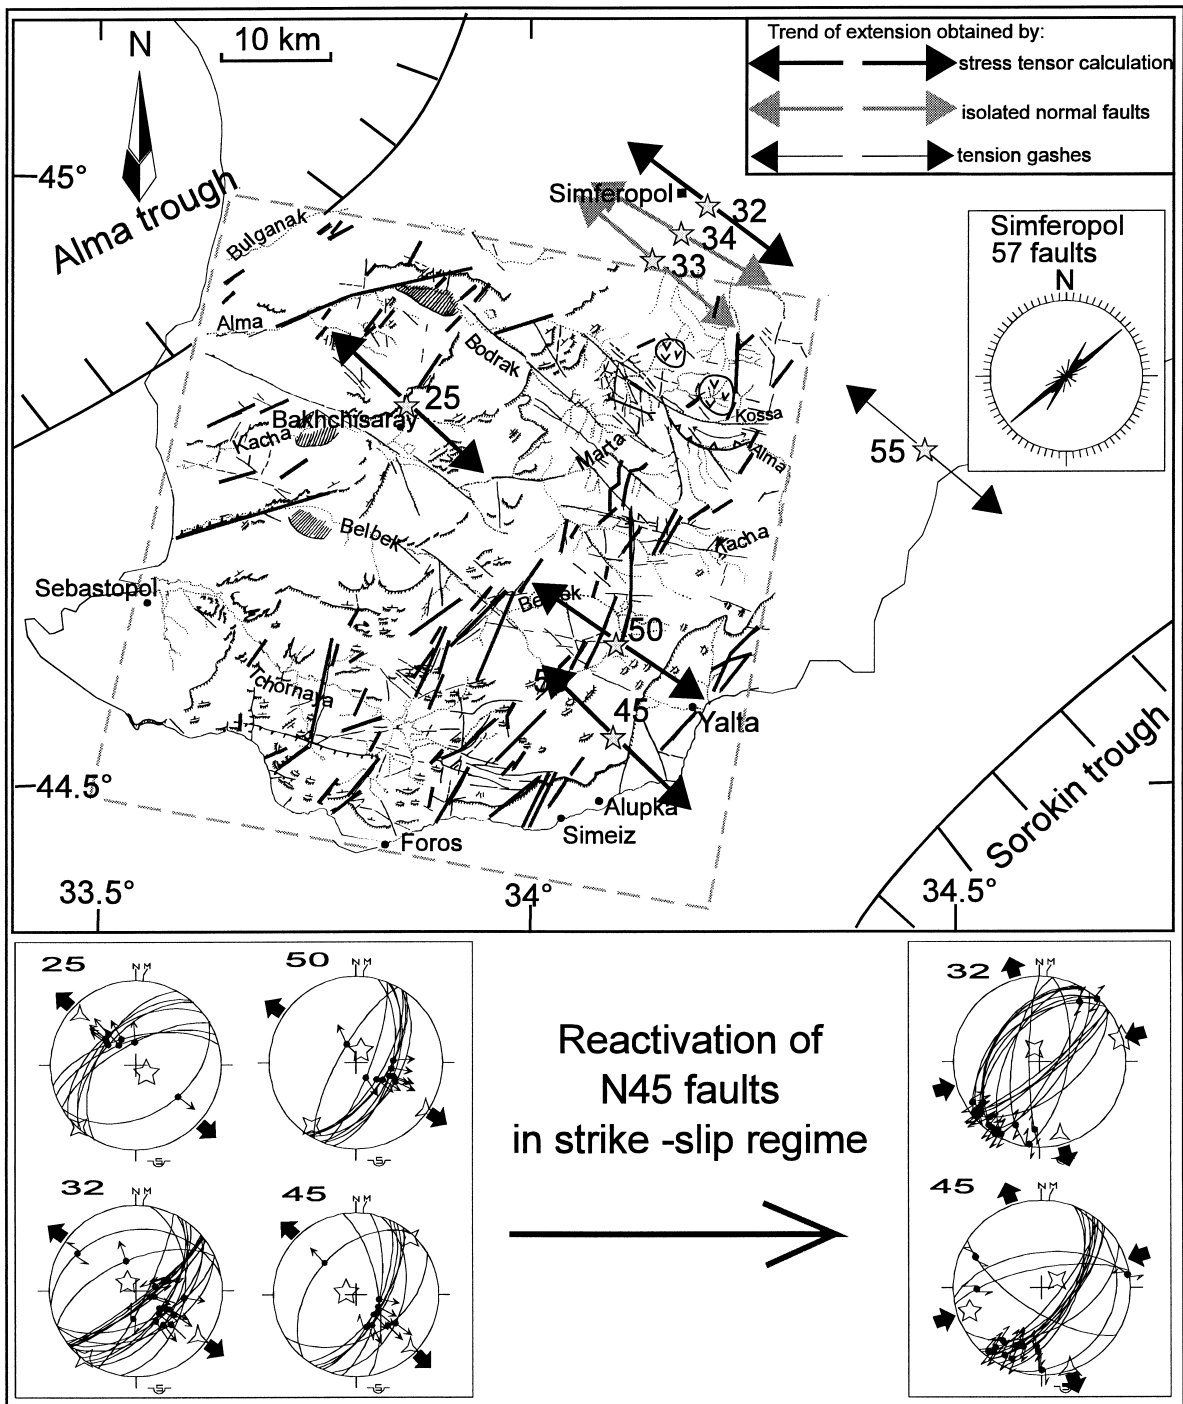 N
10 km
Trend of extension obtained by:
stress tensor calculation
isolated normal faults
tension gashes
45°
Alma trough
Bulganak
Simferopol
32
34
33
Simferopol
57 faults
N
Alma
Bodrak
25
Bakhchisaray
Kacha
Marta
Kossa
Alma
55
Belbek
Kacha
Sebastopol
50
Tchornaya
45
Yalta
44.5°
Alupka
Simeiz
Foros
Sorokin trough
33.5°
34°
34.5°
25
N M
S
50
N M
S
32
N M
S
45
N M
S
Reactivation of
N45 faults
in strike -slip regime
32
N M
S
45
N M
S